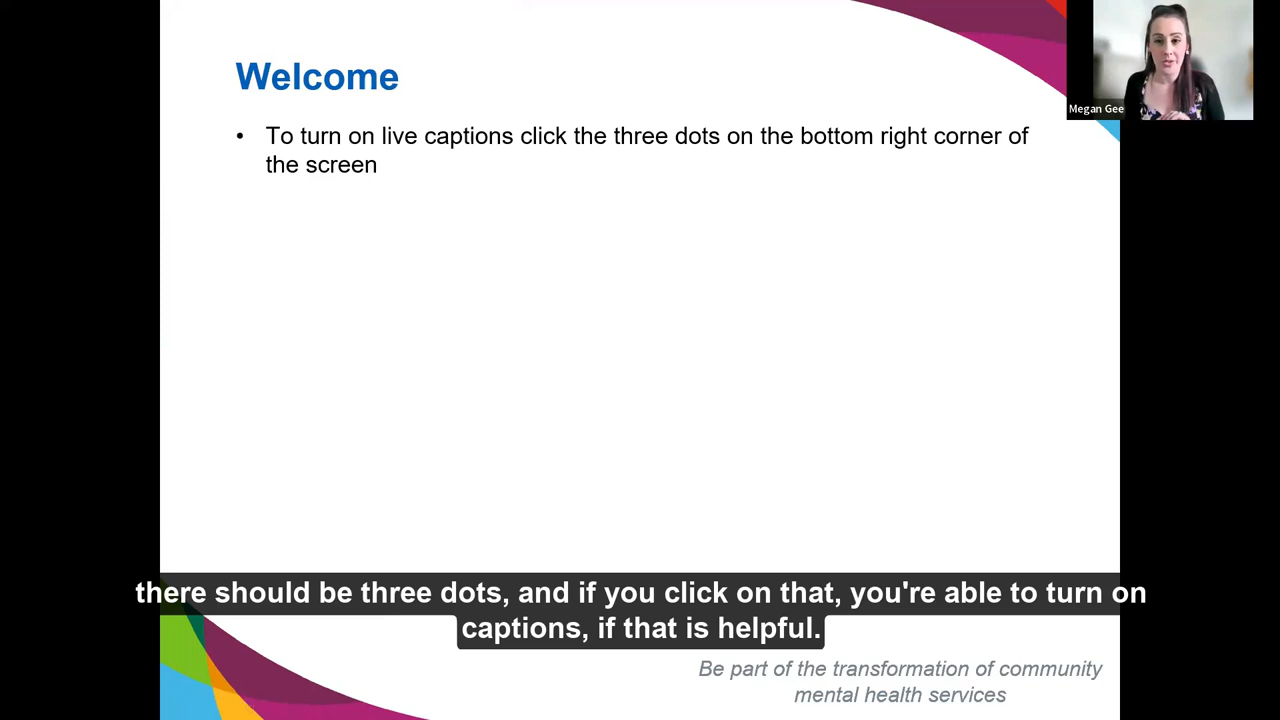 Welcome
• To turn on live captions click the three dots on the bottom right corner of
the screen
Megan Gee
there should be three dots, and if you click on that, you're able to turn on
captions, if that is helpful.
Be part of the transformation of community
mental health services